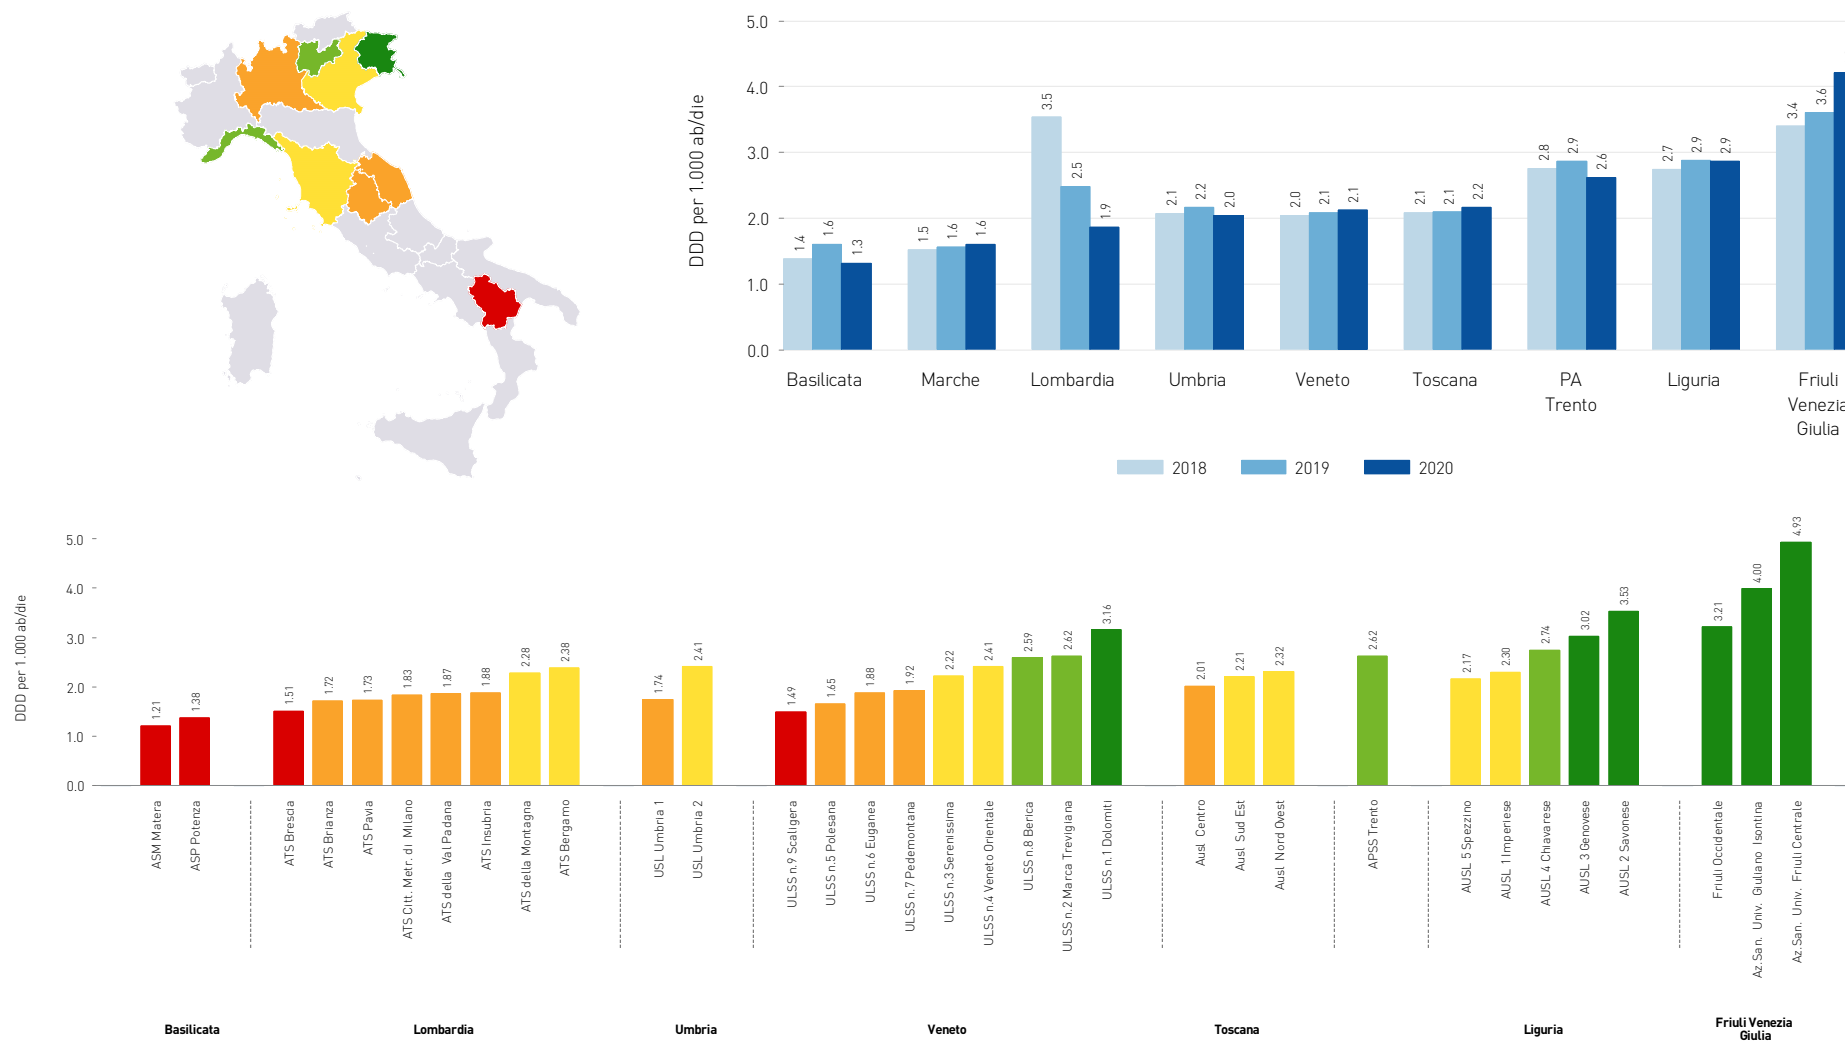 5.0
4.0
3.0
2.0
1.0
0.0
DDD per 1.000 ab/die
1.4
1.6
1.3
1.5
1.6
1.6
3.5
2.5
1.9
2.1
2.2
2.0
2.0
2.1
2.1
2.1
2.1
2.2
2.8
2.9
2.6
2.7
2.9
2.9
3.4
3.6
Basilicata
Marche
Lombardia
Umbria
Veneto
Toscana
PA
Trento
Liguria
Friuli
Venezia
Giulia
2018
2019
2020
5.0
4.0
3.0
2.0
1.0
0.0
DDD per 1.000 ab/die
1.21
1.38
1.51
1.72
1.73
1.83
1.87
1.88
2.28
2.38
1.74
2.41
1.49
1.65
1.88
1.92
2.22
2.41
2.59
2.62
3.16
2.01
2.21
2.32
2.62
2.17
2.30
2.74
3.02
3.53
3.21
4.00
4.93
ASM Matera
ASP Potenza
ATS Brescia
ATS Brianza
ATS Pavia
ATS Citt. Metr. di Milano
ATS della Val Padana
ATS Insubria
ATS della Montagna
ATS Bergamo
USL Umbria 1
USL Umbria 2
ULSS n.9 Scaligera
ULSS n.5 Polesana
ULSS n.6 Euganea
ULSS n.7 Pedemontana
ULSS n.3 Serenissima
ULSS n.4 Veneto Orientale
ULSS n.8 Berica
ULSS n.2 Marca Trevigiana
ULSS n.1 Dolomiti
Ausl Centro
Ausl Sud Est
Ausl Nord Ovest
APSS Trento
AUSL 5 Spezzino
AUSL 1 Imperiese
AUSL 4 Chiavarese
AUSL 3 Genovese
AUSL 2 Savonese
Friuli Occidentale
Az.San. Univ. Giuliano Isontina
Az.San. Univ. Friuli Centrale
Basilicata
Lombardia
Umbria
Veneto
Toscana
Liguria
Friuli Venezia
Giulia